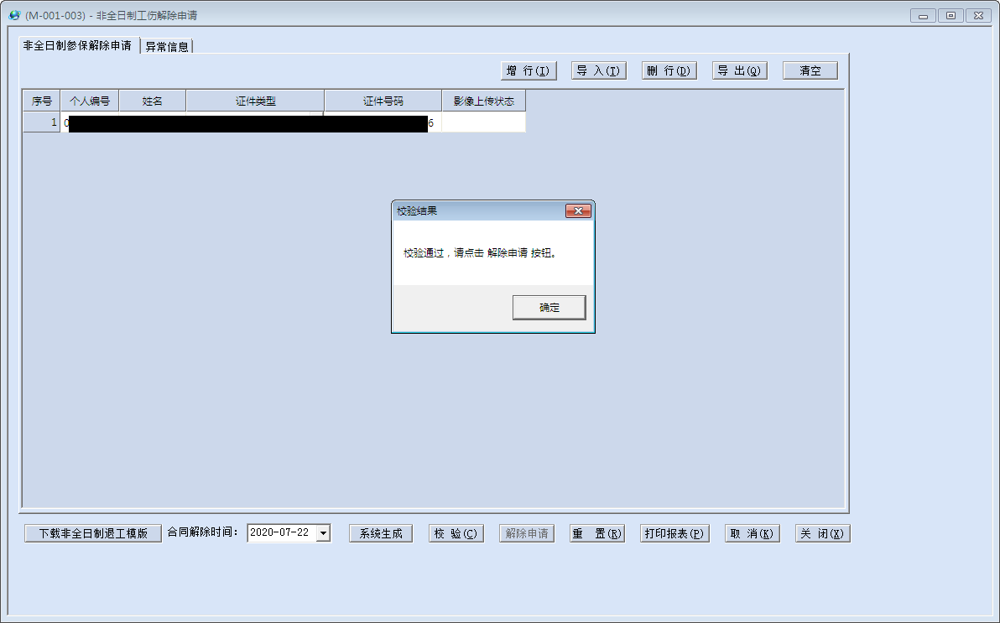 (M-001-003) - 非全日制工伤解除申请
非全日制参保解除申请 异常信息
增 行(I) 导 入(T) 删 行(D) 导 出(Q) 清空
序号 个人编号 姓名 证件类型 证件号码 影像上传状态
1 0 6
校验结果
校验通过，请点击 解除申请 按钮。
确定
下载非全日制退工模版 合同解除时间： 2020-07-22 系统生成 校 验(C) 解除申请 重 置(R) 打印报表(P) 取 消(K) 关 闭(X)